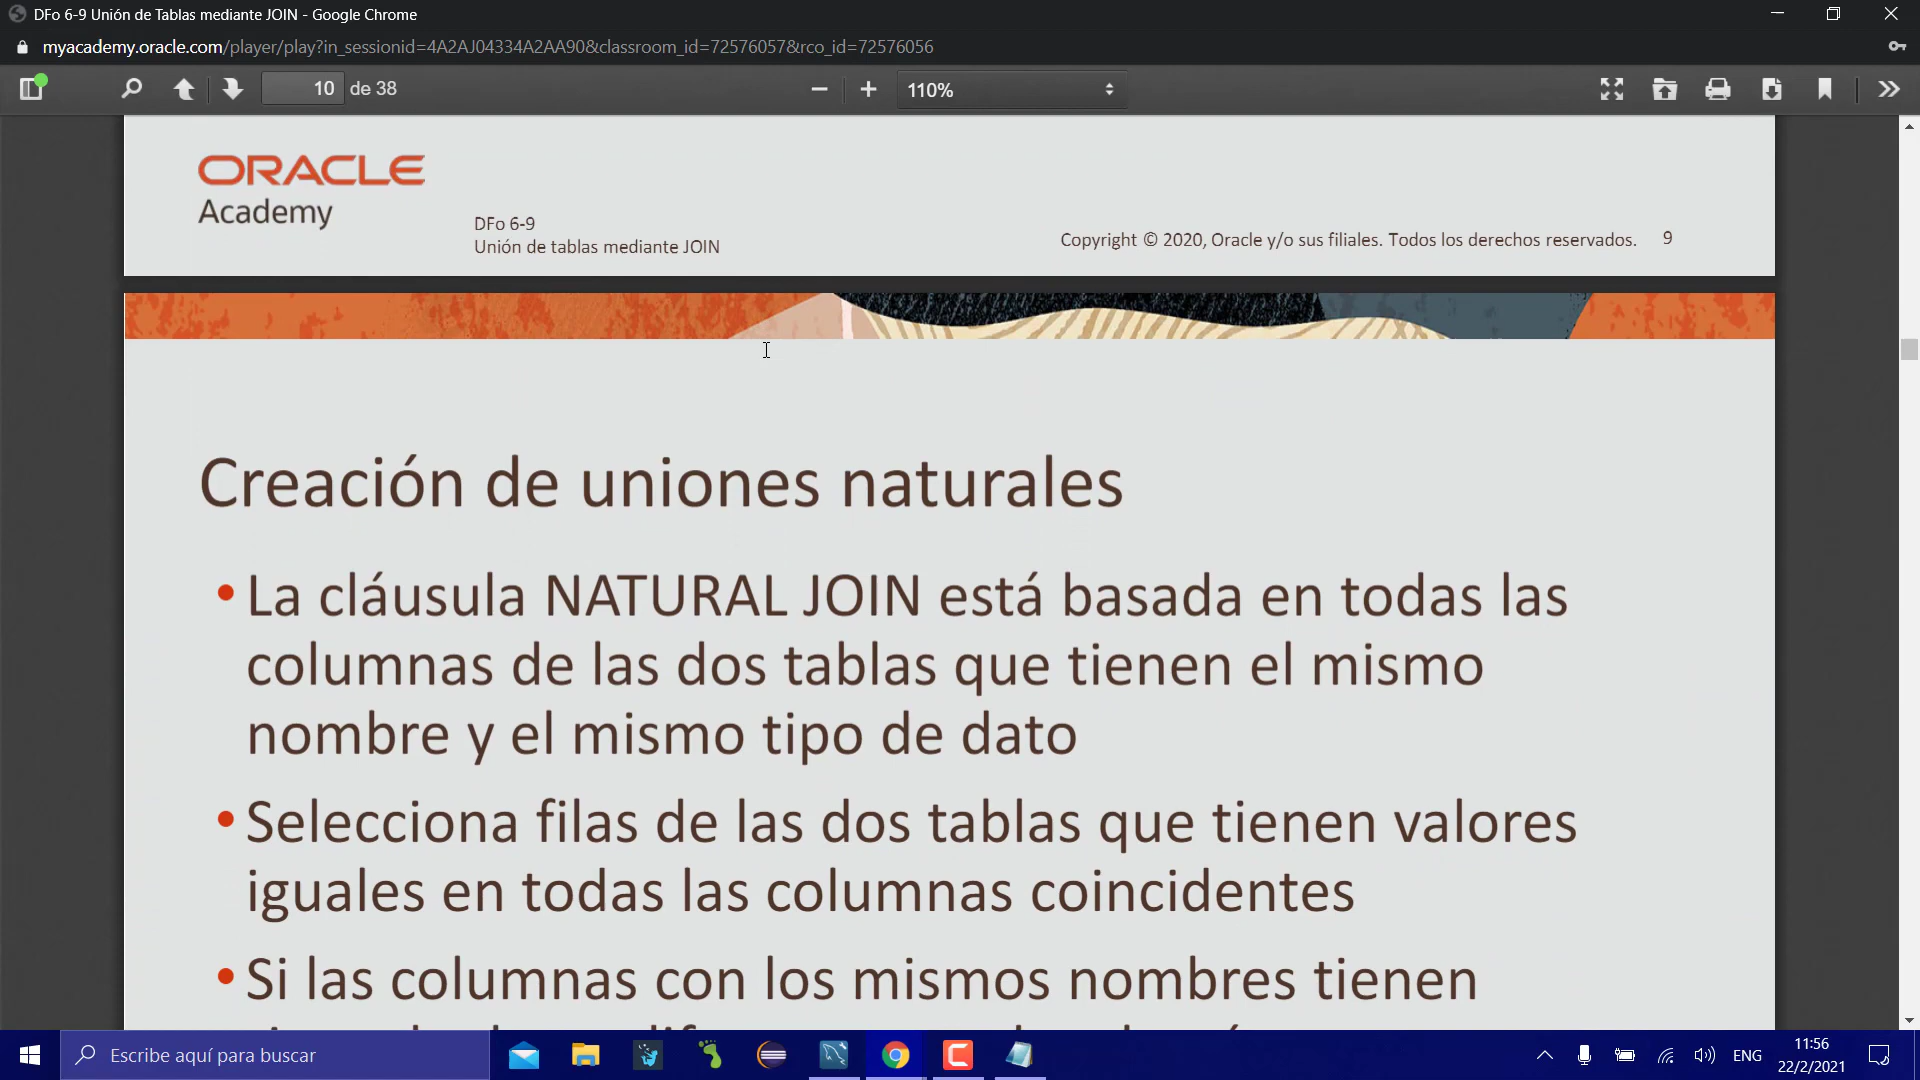 DFo 6-9 Unión de Tablas mediante JOIN - Google Chrome
myacademy.oracle.com/player/play?in_sessionid=4A2AJ04334A2AA90&classroom_id=72576057&rco_id=72576056
10 de 38
110%
ORACLE
Academy
DFo 6-9
Unión de tablas mediante JOIN
Copyright © 2020, Oracle y/o sus filiales. Todos los derechos reservados. 9
Creación de uniones naturales
• La cláusula NATURAL JOIN está basada en todas las
columnas de las dos tablas que tienen el mismo
nombre y el mismo tipo de dato
• Selecciona filas de las dos tablas que tienen valores
iguales en todas las columnas coincidentes
• Si las columnas con los mismos nombres tienen
Escribe aquí para buscar
ENG
11:56
22/2/2021